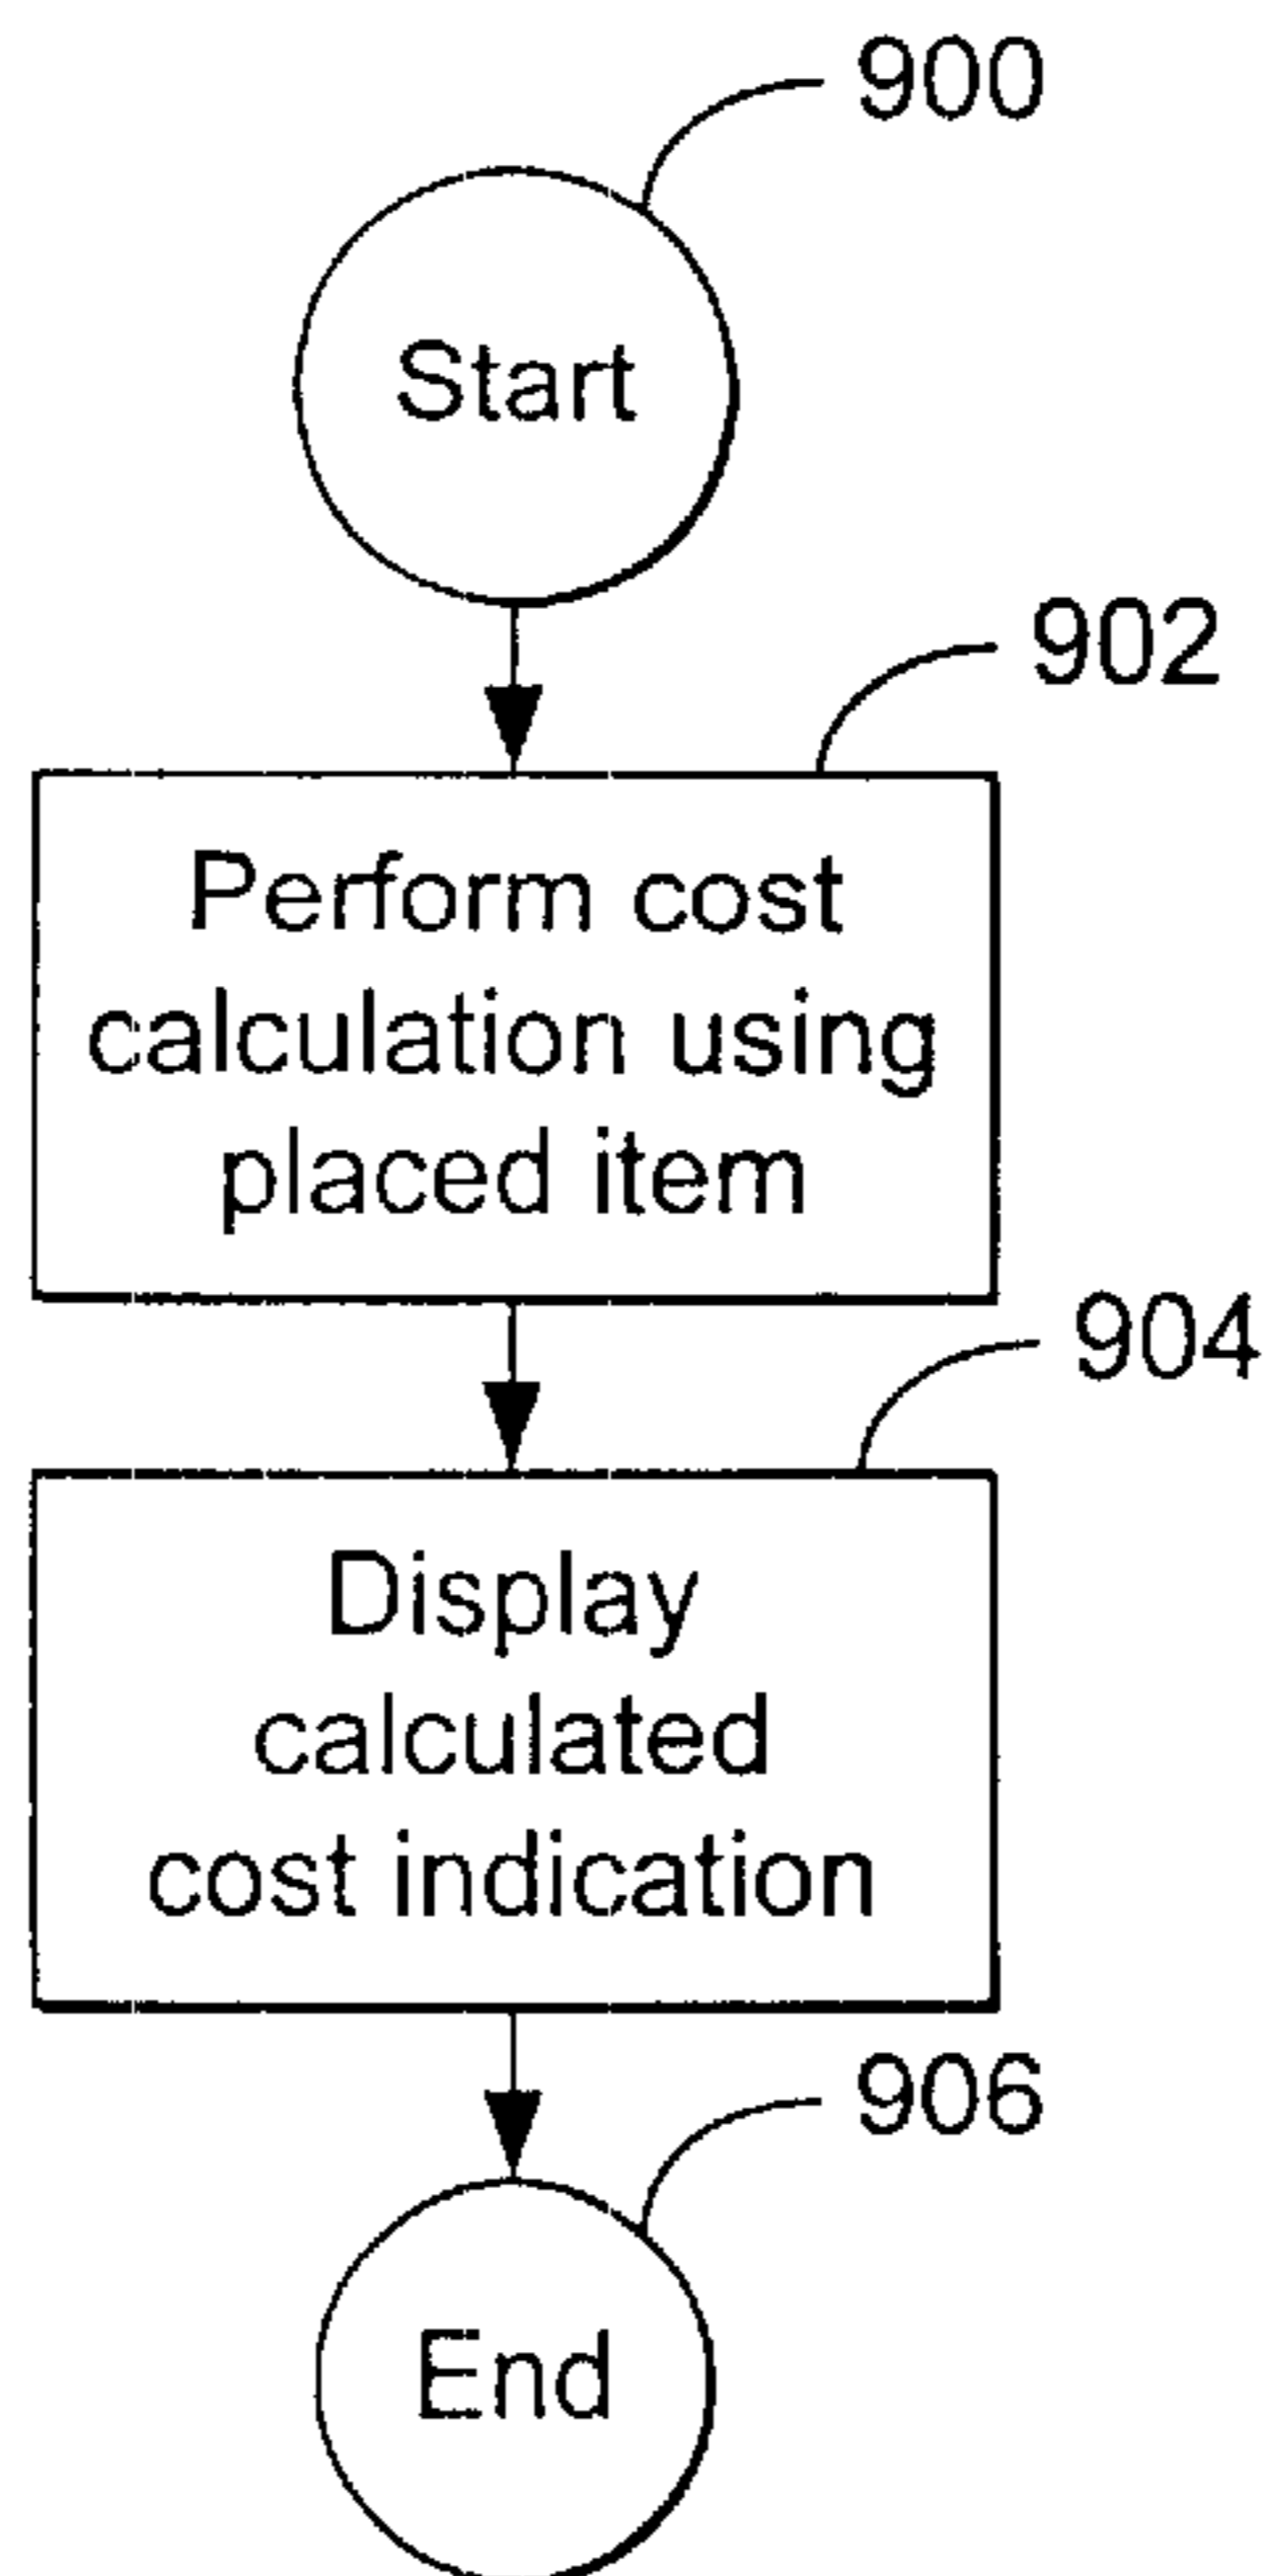 900
Start
902
Perform cost
calculation using
placed item
904
Display
calculated
cost indication
906
End